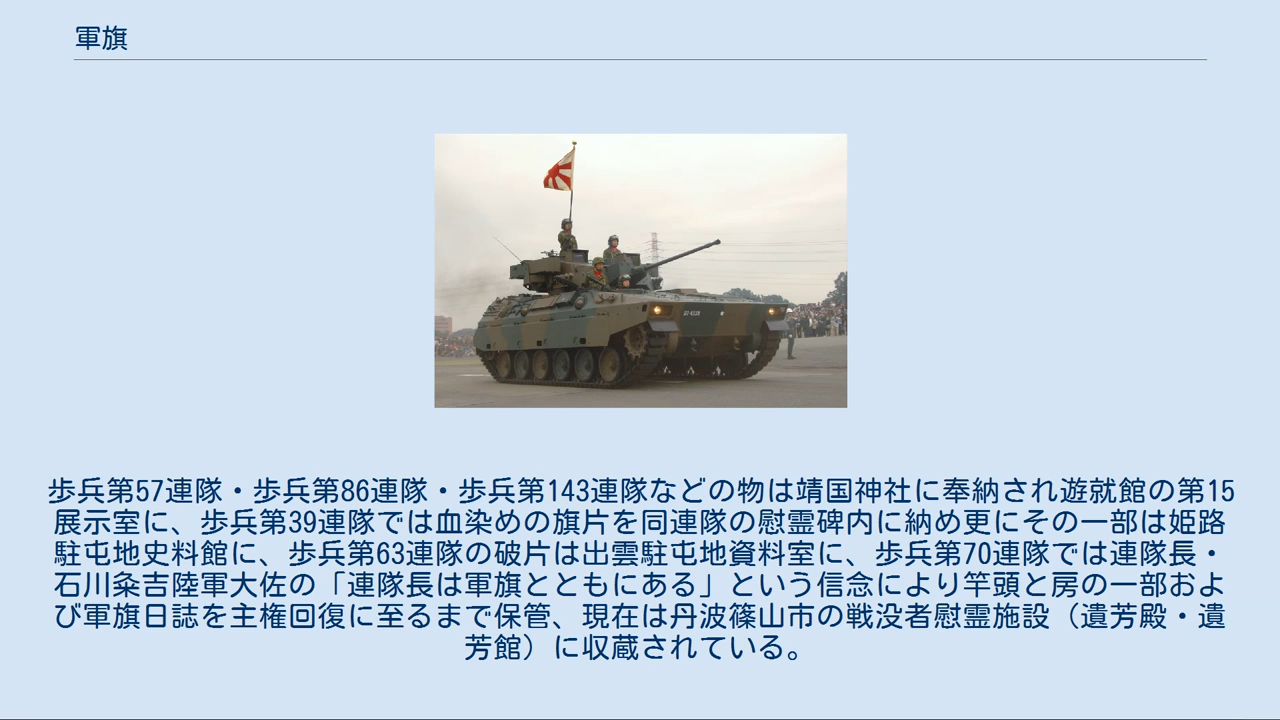 軍旗
歩兵第57連隊・歩兵第86連隊・歩兵第143連隊などの物は靖国神社に奉納され遊就館の第15
展示室に、歩兵第39連隊では血染めの旗片を同連隊の慰霊碑内に納め更にその一部は姫路
駐屯地史料館に、歩兵第63連隊の破片は出雲駐屯地資料室に、歩兵第70連隊では連隊長・
石川粂吉陸軍大佐の「連隊長は軍旗とともにある」という信念により竿頭と房の一部およ
び軍旗日誌を主権回復に至るまで保管、現在は丹波篠山市の戦没者慰霊施設（遺芳殿・遺
芳館）に収蔵されている。